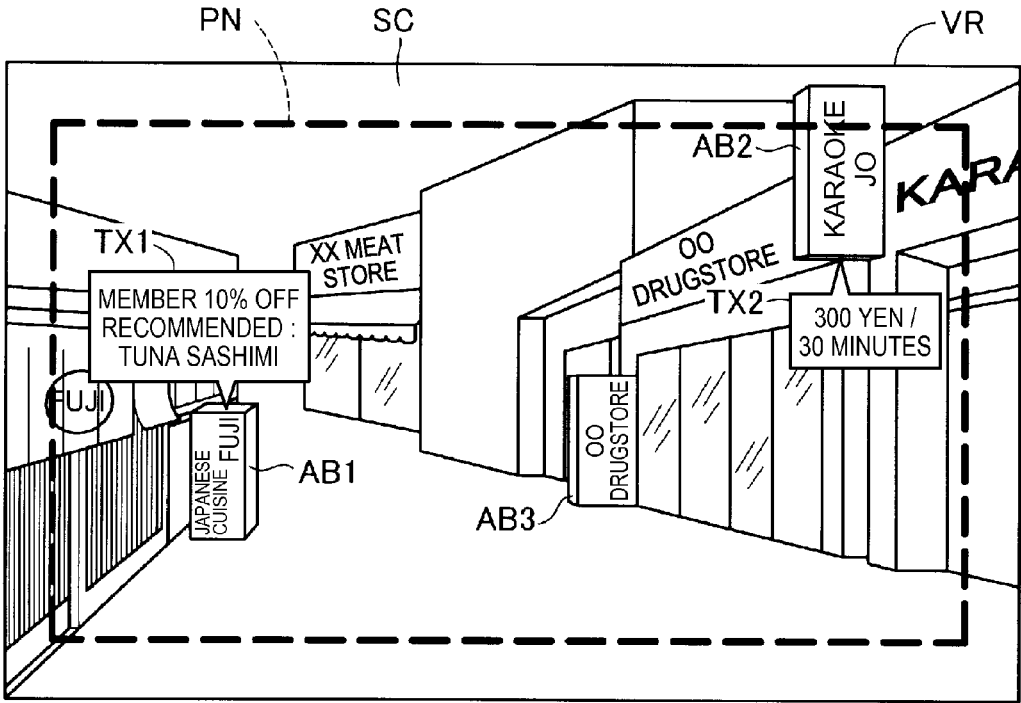 PN
SC
VR
AB2
KARAOKE
JO
KARA
TX1
XX MEAT
STORE
OO
DRUGSTORE
TX2
MEMBER 10% OFF
RECOMMENDED :
TUNA SASHIMI
300 YEN /
30 MINUTES
FUJI
JAPANESE
CUISINE
FUJI
AB1
OO
DRUGSTORE
AB3